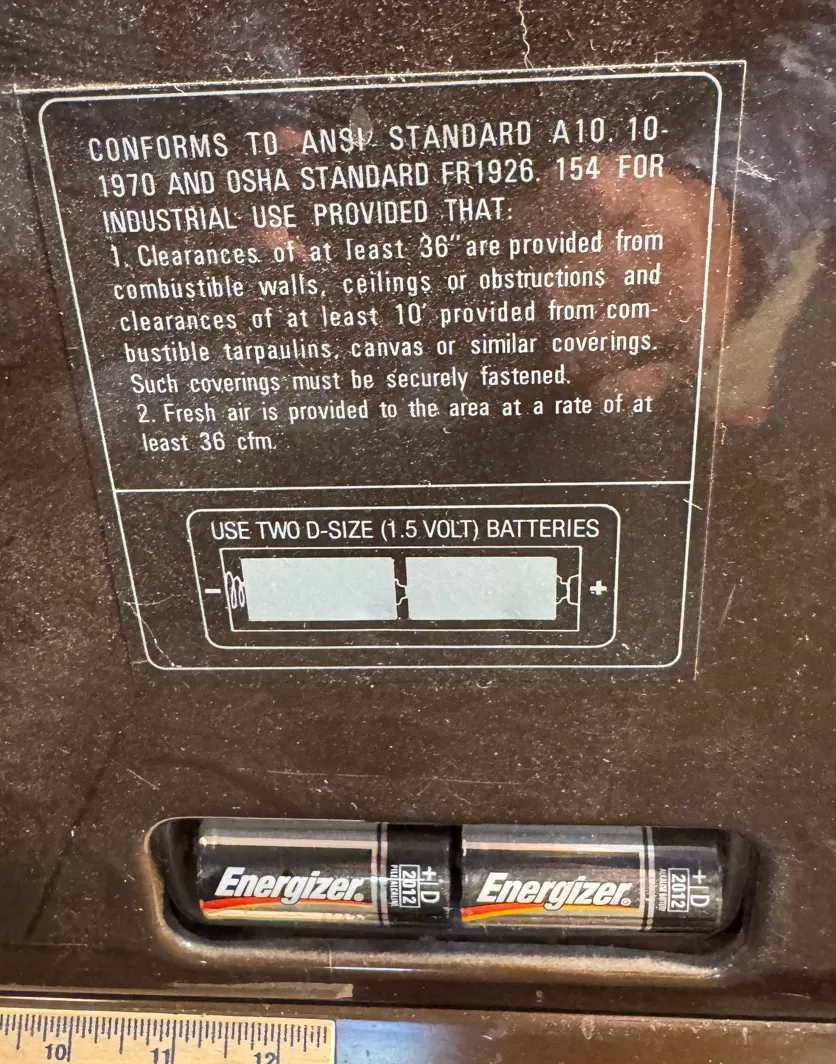 CONFORMS TO ANSI STANDARD A10. 10-
1970 AND OSHA STANDARD FR1926. 154 FOR
INDUSTRIAL USE PROVIDED THAT:
1. Clearances of at least 36" are provided from
combustible walls, ceilings or obstructions and
clearances of at least 10' provided from com-
bustible tarpaulins, canvas or similar coverings.
Such coverings must be securely fastened.
2. Fresh air is provided to the area at a rate of at
least 36 cfm.
USE TWO D-SIZE (1.5 VOLT) BATTERIES
- +
Energizer. + D 2012
Energizer. + D 2012
10 11 12